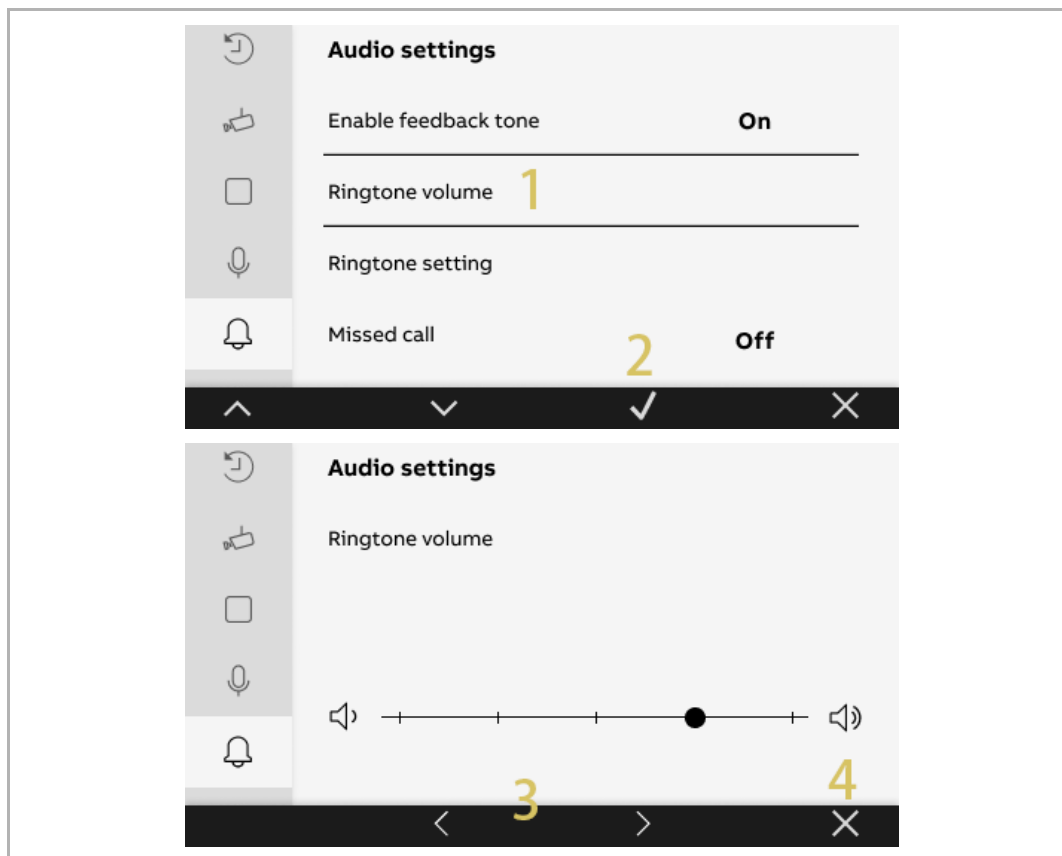 Audio settings
Enable feedback tone On
Ringtone volume 1
Ringtone setting
Missed call 2 Off
Audio settings
Ringtone volume
3 4